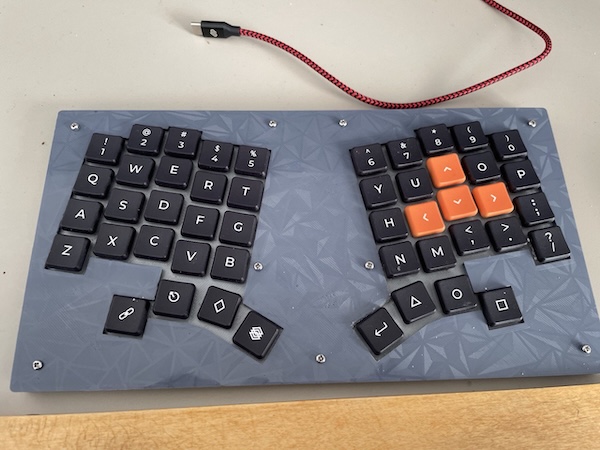 ! @ # $ % ^ & * ( )
1 2 3 4 5 6 7 8 9 0
Q W E R T Y U O P
A S D F G H : ;
Z X C V B N M < , > . ? /